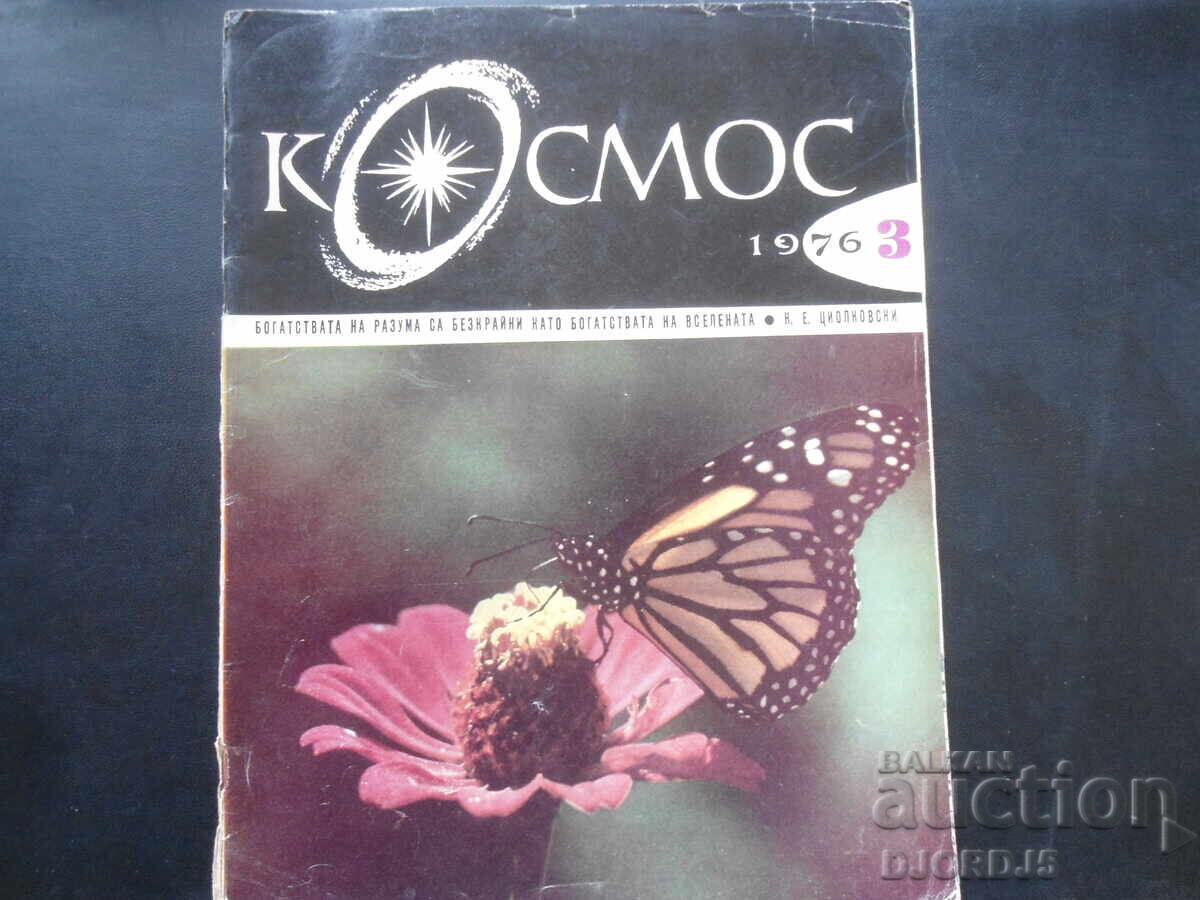 КОСМОС
1976 3
БОГАТСТВАТА НА РАЗУМА СА БЕЗКРАЙНИ КАТО БОГАТСТВАТА НА ВСЕЛЕНАТА ● К. Е. ЦИОЛКОВСКИ
BALKAN
auction
DJORDJ5